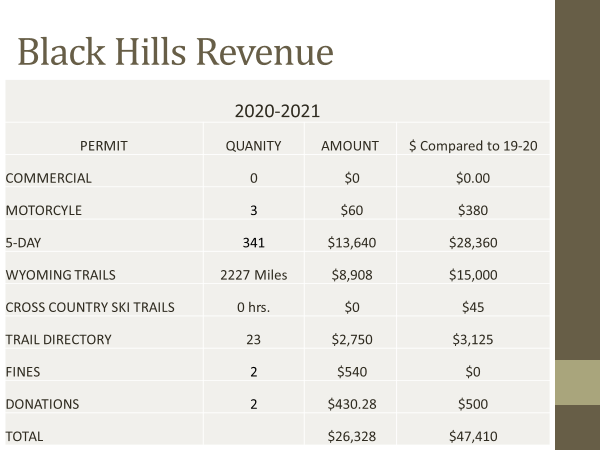 Black Hills Revenue
2020-2021
PERMIT QUANITY AMOUNT $ Compared to 19-20
COMMERCIAL 0 $0 $0.00
MOTORCYLE 3 $60 $380
5-DAY 341 $13,640 $28,360
WYOMING TRAILS 2227 Miles $8,908 $15,000
CROSS COUNTRY SKI TRAILS 0 hrs. $0 $45
TRAIL DIRECTORY 23 $2,750 $3,125
FINES 2 $540 $0
DONATIONS 2 $430.28 $500
TOTAL $26,328 $47,410